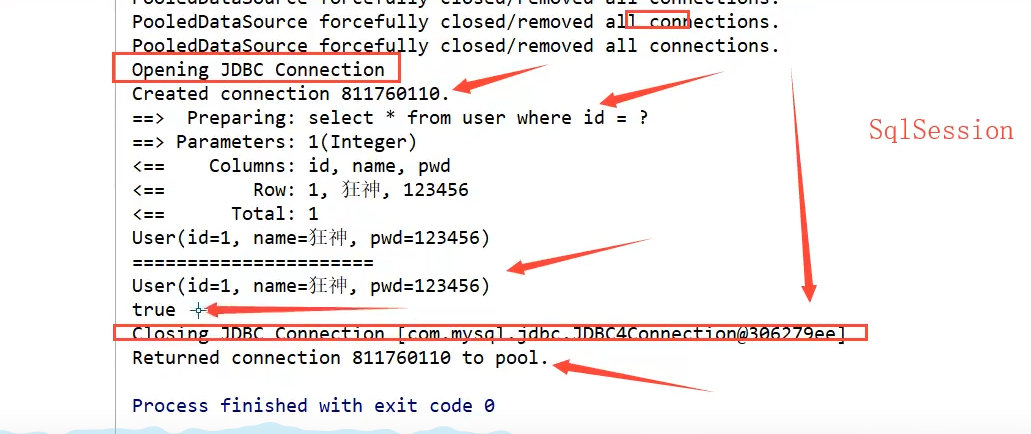 PooledDataSource forcefully closed/removed all connections.
PooledDataSource forcefully closed/removed all connections.
PooledDataSource forcefully closed/removed all connections.
Opening JDBC Connection
Created connection 811760110.
==>  Preparing: select * from user where id = ?
==> Parameters: 1(Integer)
<==    Columns: id, name, pwd
<==        Row: 1, 狂神, 123456
<==      Total: 1
User(id=1, name=狂神, pwd=123456)
======================
User(id=1, name=狂神, pwd=123456)
true
Closing JDBC Connection [com.mysql.jdbc.JDBC4Connection@306279ee]
Returned connection 811760110 to pool.
Process finished with exit code 0
SqlSession